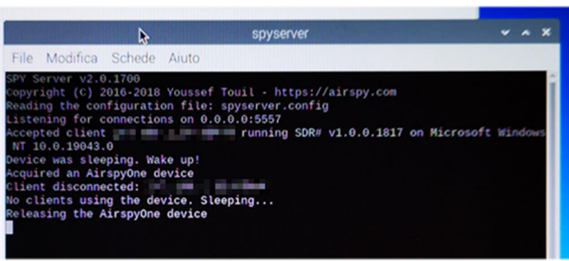 spyserver
File Modifica Schede Aiuto
SPY Server v2.0.1700
Copyright (C) 2016-2018 Youssef Touil - https://airspy.com
Reading the configuration file: spyserver.config
Listening for connections on 0.0.0.0:5557
Accepted client running SDR# v1.0.0.1817 on Microsoft Windows
NT 10.0.19043.0
Device was sleeping. Wake up!
Acquired an AirspyOne device
Client disconnected:
No clients using the device. Sleeping...
Releasing the AirspyOne device